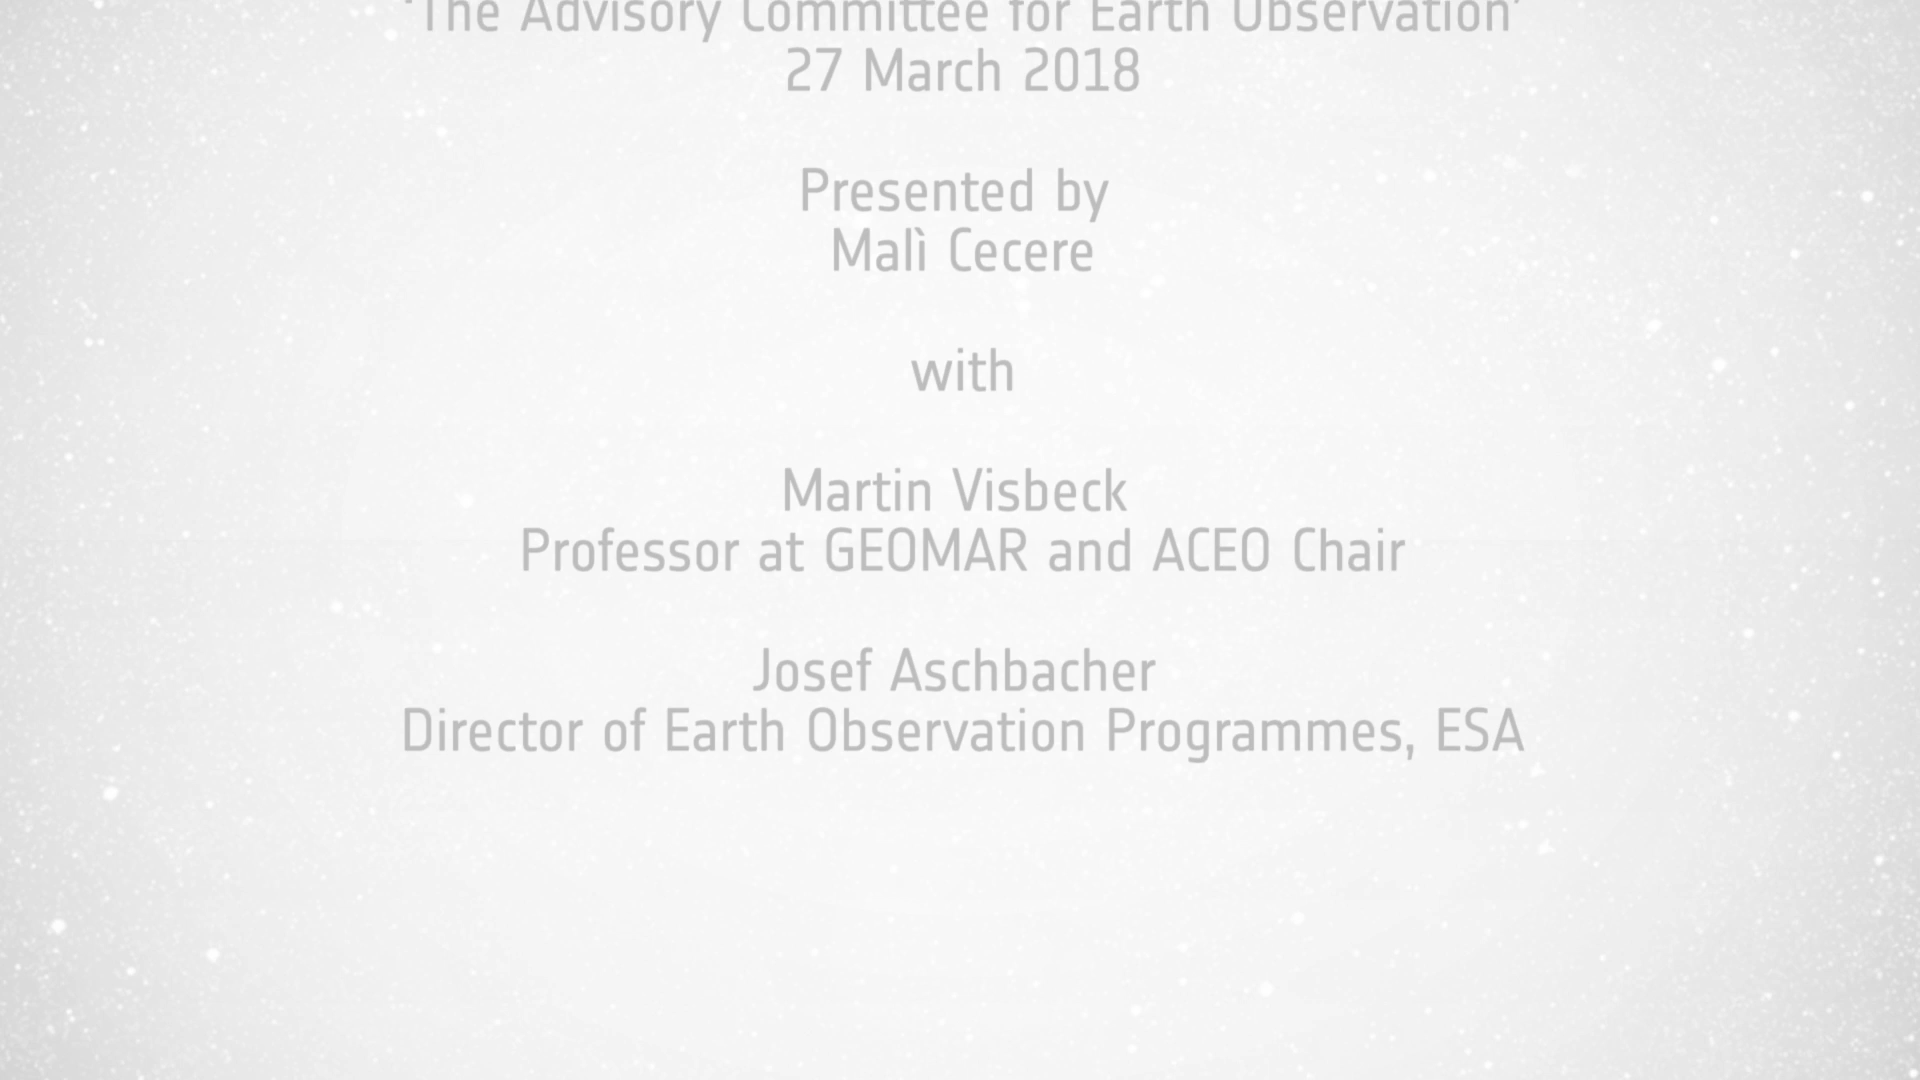 'The Advisory Committee for Earth Observation'
27 March 2018
Presented by
Malì Cecere
with
Martin Visbeck
Professor at GEOMAR and ACEO Chair
Josef Aschbacher
Director of Earth Observation Programmes, ESA